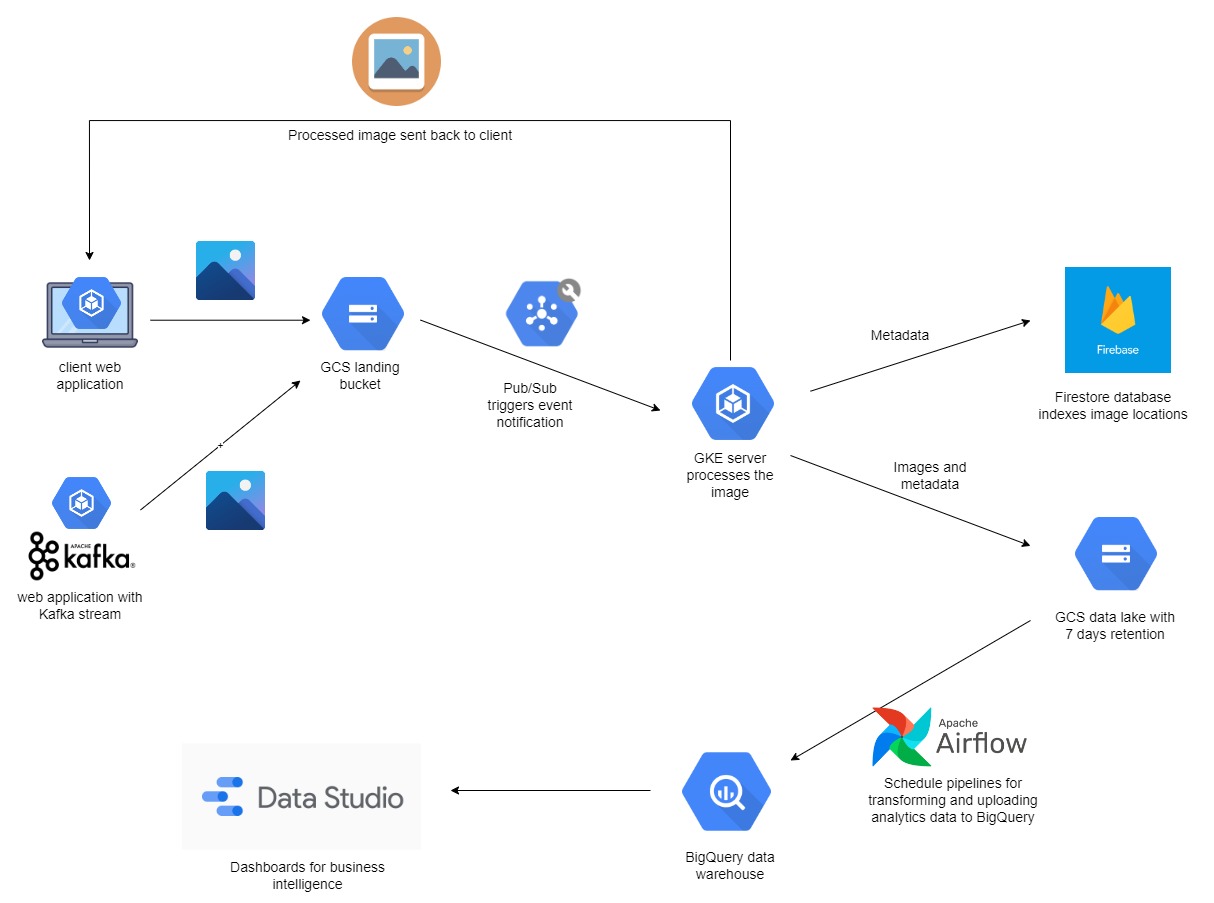 Processed image sent back to client
client web
application
GCS landing
bucket
Pub/Sub
triggers event
notification
GKE server
processes the
image
Metadata
Firebase
Firestore database
indexes image locations
Images and
metadata
APACHE
kafka®
web application with
Kafka stream
GCS data lake with
7 days retention
Apache
Airflow
Schedule pipelines for
transforming and uploading
analytics data to BigQuery
BigQuery data
warehouse
Data Studio
Dashboards for business
intelligence